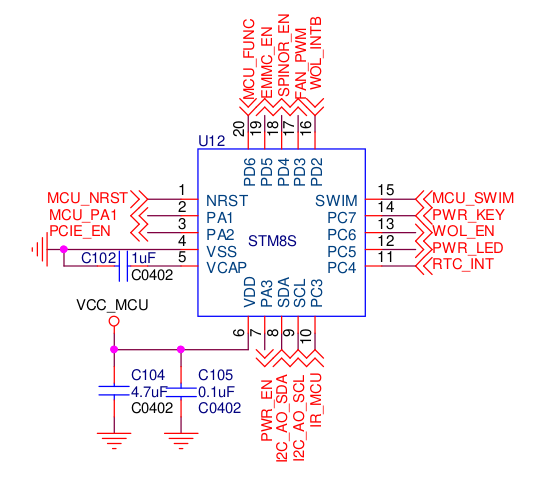 MCU_FUNC
EMMC_EN
SPINOR_EN
FAN_PWM
WOL_INTB
20
19
18
17
16
U12
PD6
PD5
PD4
PD3
PD2
MCU_NRST 1 NRST SWIM 15 MCU_SWIM
MCU_PA1 2 PA1 PC7 14 PWR_KEY
PCIE_EN 3 PA2 PC6 13 WOL_EN
4 VSS STM8S PC5 12 PWR_LED
C102 1uF 5 VCAP PC4 11 RTC_INT
C0402
VDD
PA3
SDA
SCL
PC3
VCC_MCU
6
7
8
9
10
PWR_EN
I2C_AO_SDA
I2C_AO_SCL
IR_MCU
C104 C105
4.7uF 0.1uF
C0402 C0402